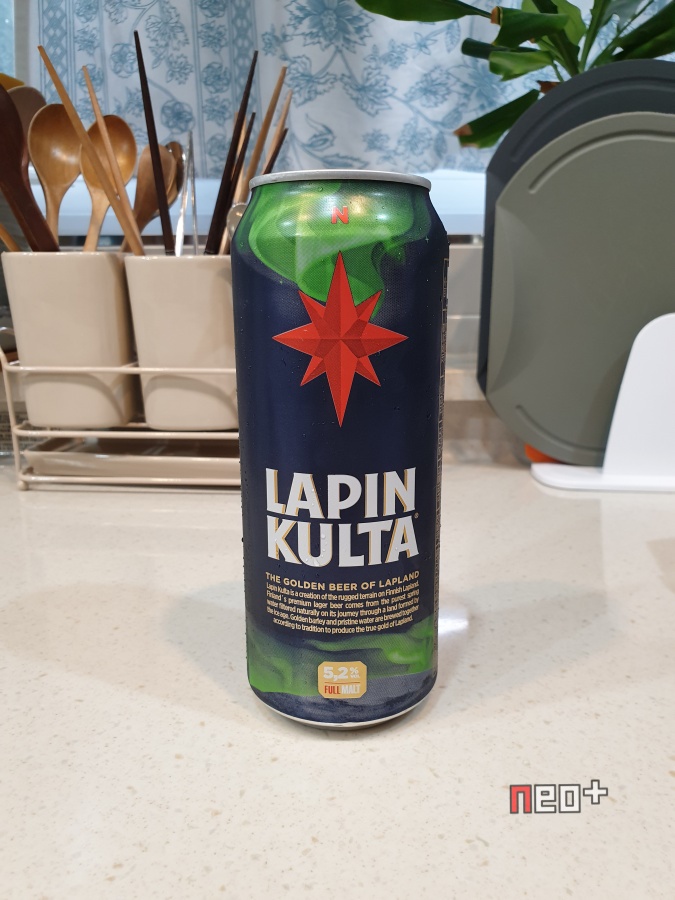 N
LAPIN
KULTA®
THE GOLDEN BEER OF LAPLAND
Lapin Kulta is a creation of the rugged terrain on Finnish Lapland.
Finland´s premium lager beer comes from the purest spring
water filtered naturally on its journey through a land formed by
the ice age. Golden barley and pristine water are brewed together
according to tradition to produce the true gold of Lapland.
5,2%
FULL MALT
neo+